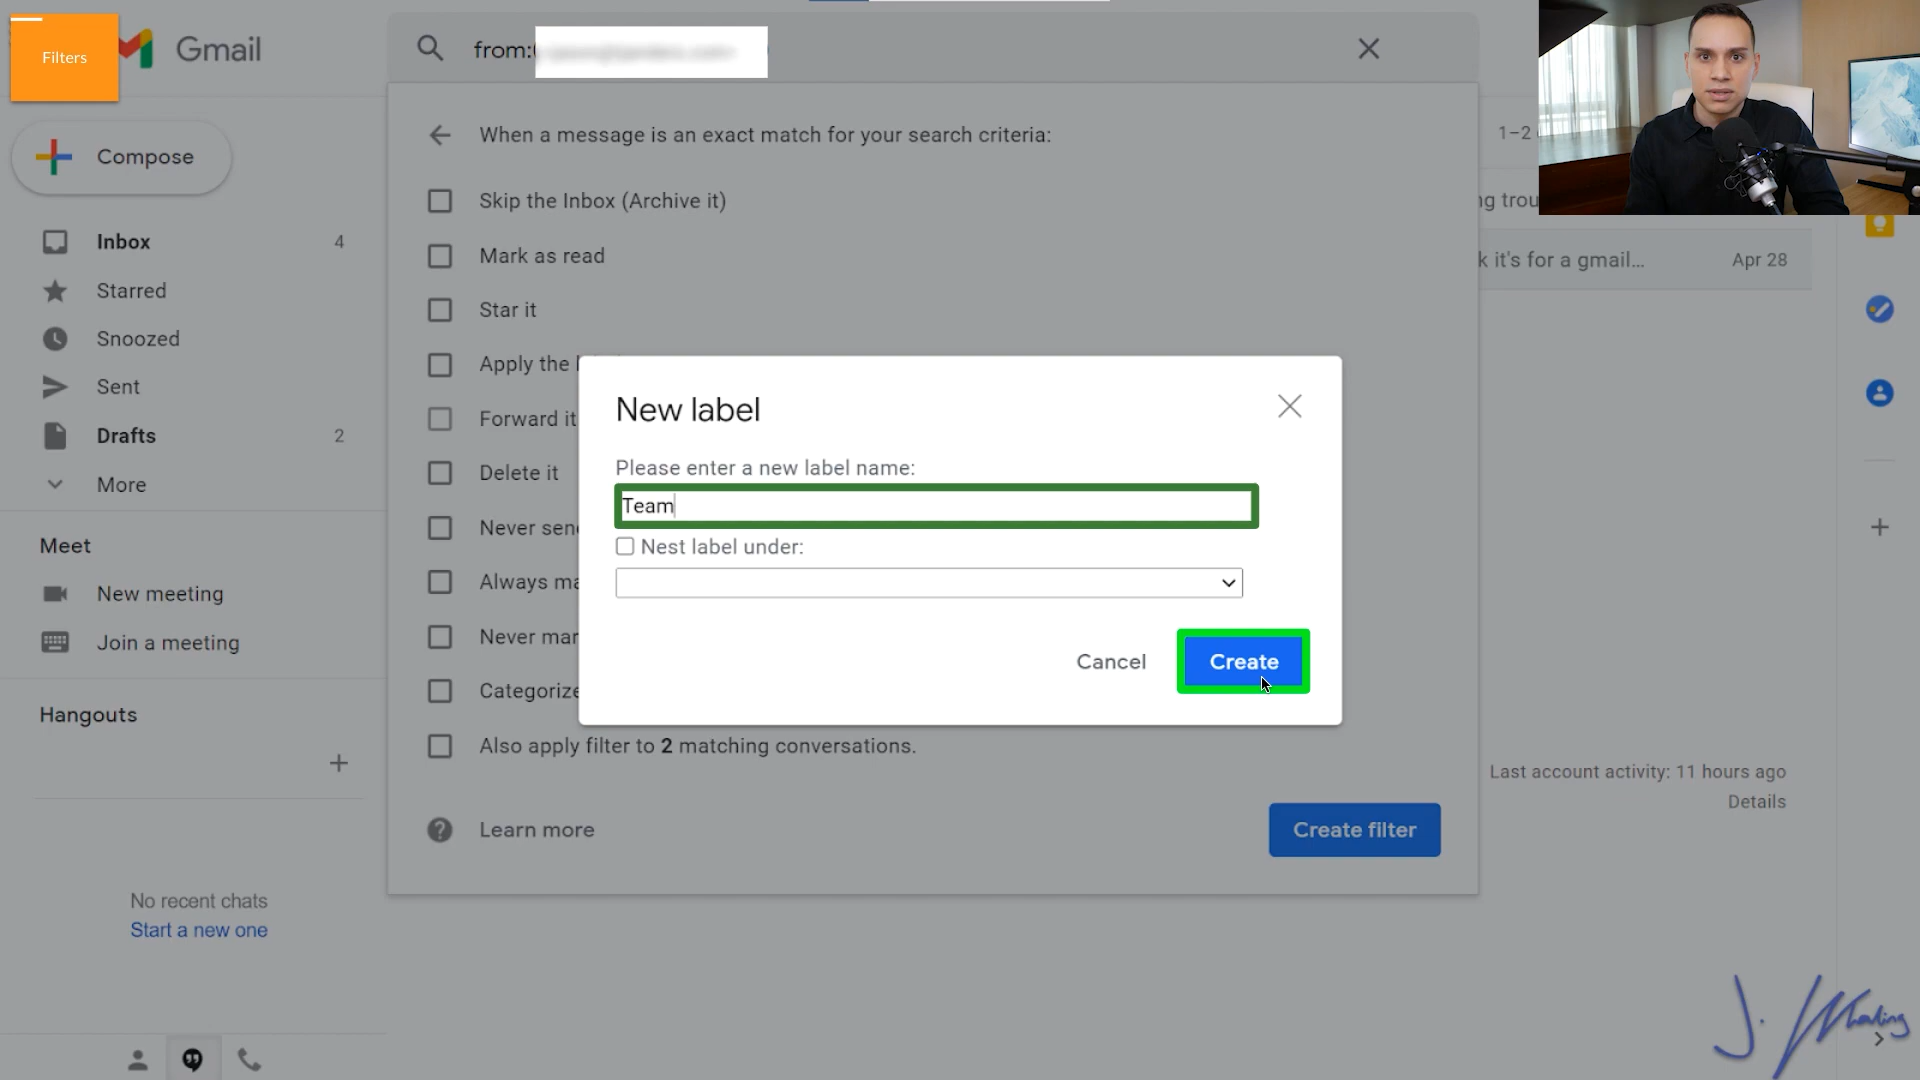 Filters
Gmail
from:(
1–2
Compose
When a message is an exact match for your search criteria:
Skip the Inbox (Archive it)
ng trou
Inbox 4
Mark as read
k it's for a gmail... Apr 28
Starred
Star it
Snoozed
Apply the
Sent
New label
Forward it
Drafts 2
Please enter a new label name:
Delete it
More
Team
Never sen
Meet
Nest label under:
Always ma
New meeting
Never mar
Join a meeting
Cancel
Create
Categorize
Hangouts
Also apply filter to 2 matching conversations.
Last account activity: 11 hours ago
Details
Learn more
Create filter
No recent chats
Start a new one